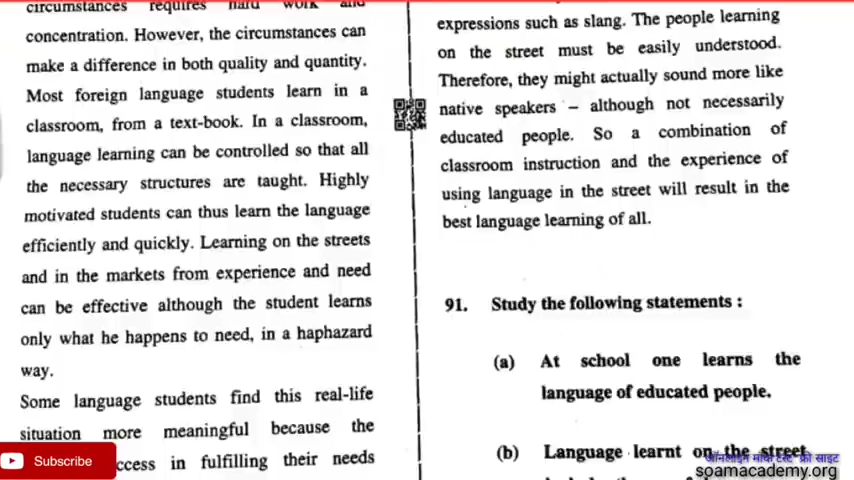 circumstances requires hard work and
concentration. However, the circumstances can
make a difference in both quality and quantity.
Most foreign language students learn in a
classroom, from a text-book. In a classroom,
language learning can be controlled so that all
the necessary structures are taught. Highly
motivated students can thus learn the language
efficiently and quickly. Learning on the streets
and in the markets from experience and need
can be effective although the student learns
only what he happens to need, in a haphazard
way.
Some language students find this real-life
situation more meaningful because the
ccess in fulfilling their needs
expressions such as slang. The people learning
on the street must be easily understood.
Therefore, they might actually sound more like
native speakers – although not necessarily
educated people. So a combination of
classroom instruction and the experience of
using language in the street will result in the
best language learning of all.
91. Study the following statements :
(a) At school one learns the
language of educated people.
(b) Language learnt on the street
Subscribe
ऑनलाइन मॉक टेस्ट फ्री साइट
soamacademy.org